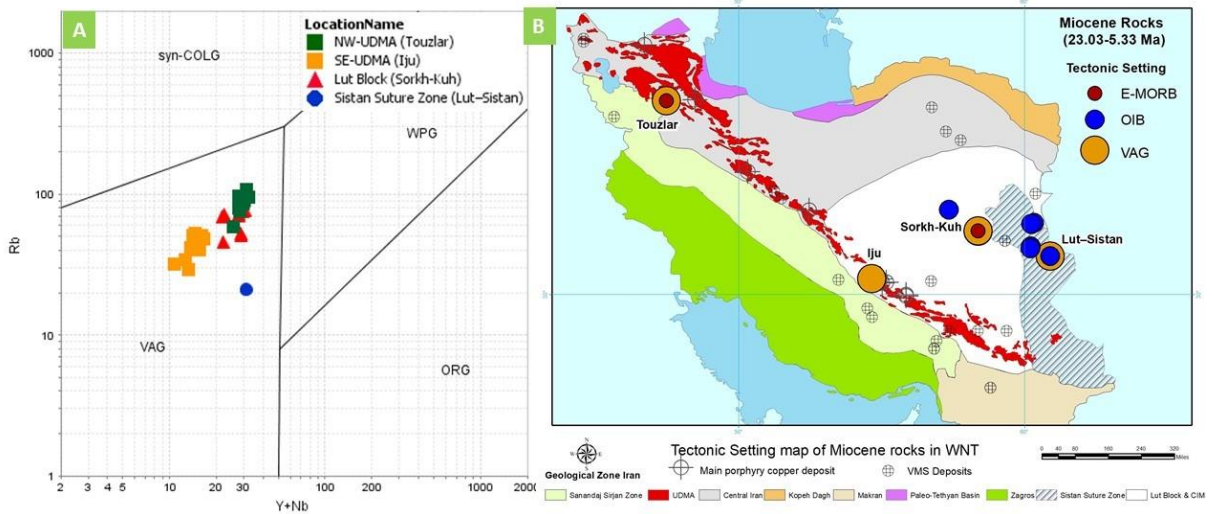 A
LocationName
NW-UDMA (Touzlar)
SE-UDMA (Iju)
Lut Block (Sorkh-Kuh)
Sistan Suture Zone (Lut–Sistan)
syn-COLG
WPG
VAG
ORG
1000
100
10
1
Rb
2 3 4 5 10 20 30 100 200 1000 2000
Y+Nb
B
Miocene Rocks
(23.03-5.33 Ma)
Tectonic Setting
E-MORB
OIB
VAG
Touzlar
Sorkh-Kuh
Lut–Sistan
Iju
N
Geological Zone Iran
Tectonic Setting map of Miocene rocks in WNT
Main porphyry copper deposit
VMS Deposits
0 40 80 160 240 320
Miles
Sanandaj Sirjan Zone
UDMA
Central Iran
Kopeh Dagh
Makran
Paleo-Tethyan Basin
Zagros
Sistan Suture Zone
Lut Block & CIM